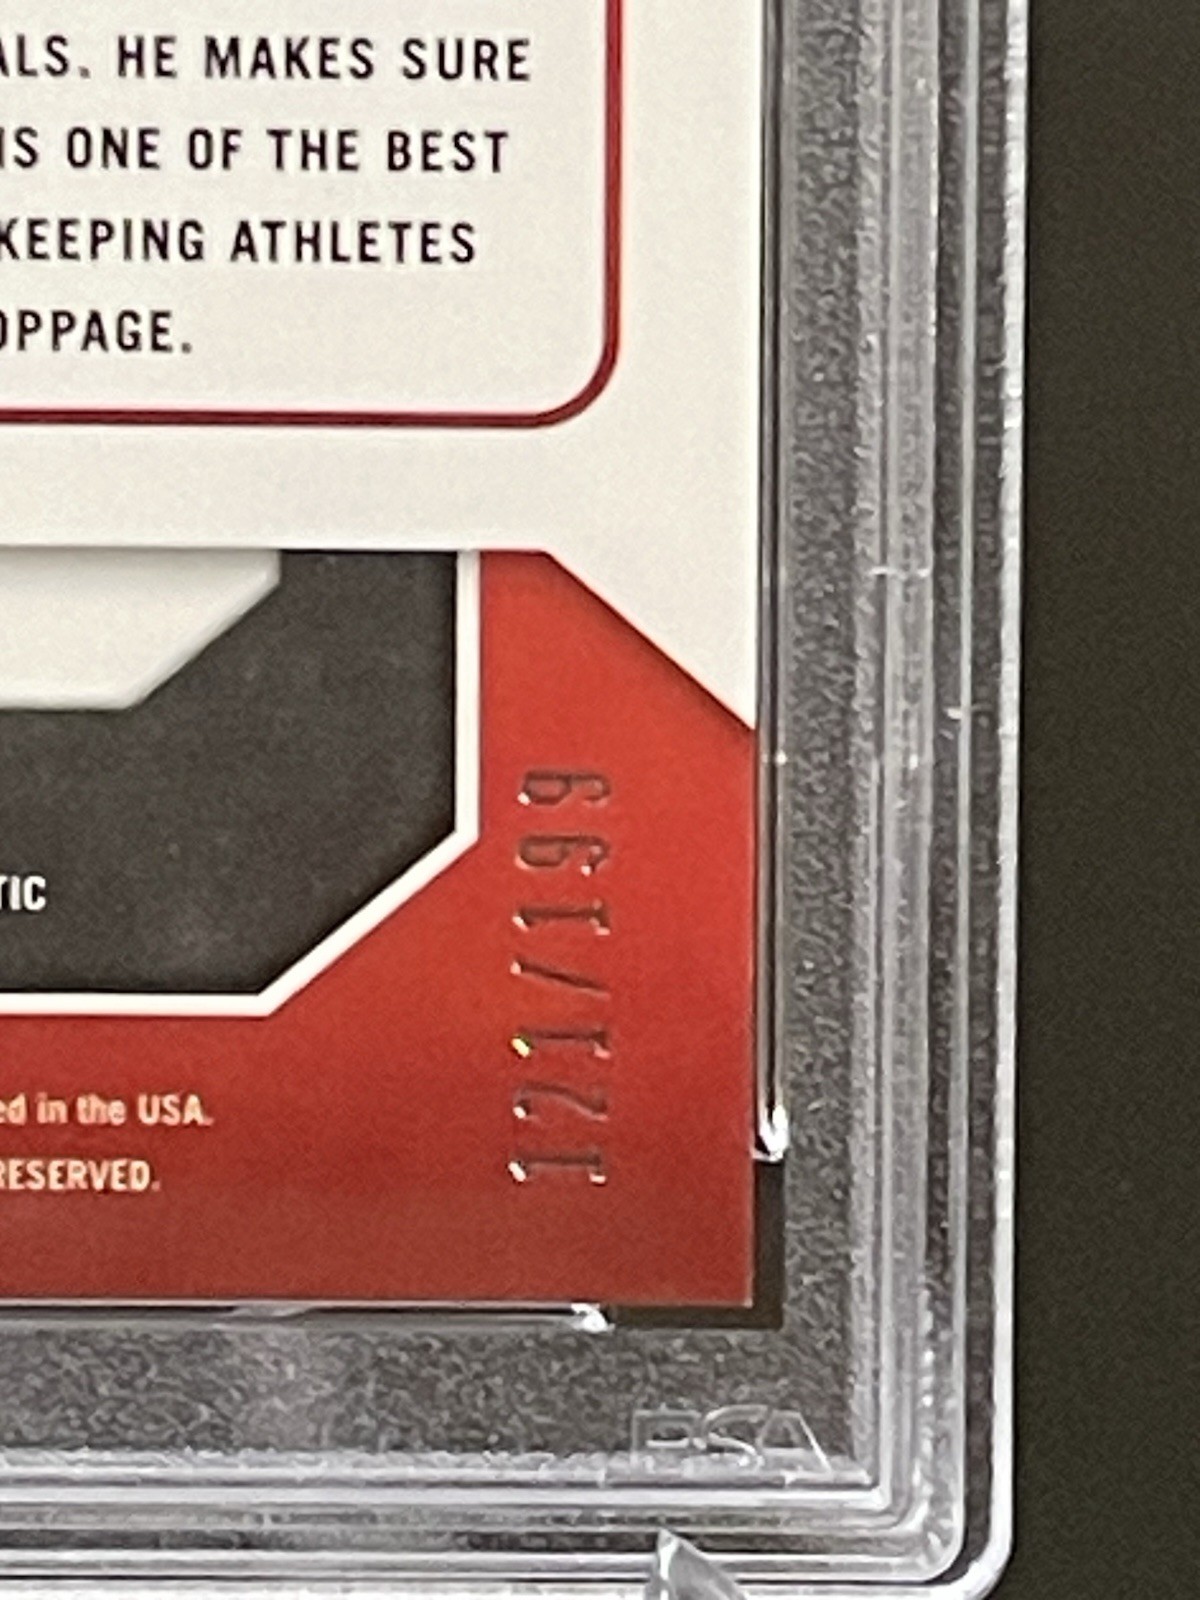 ALS. HE MAKES SURE
IS ONE OF THE BEST
KEEPING ATHLETES
OPPAGE.
TIC
121/199
ed in the USA.
RESERVED.
PSA